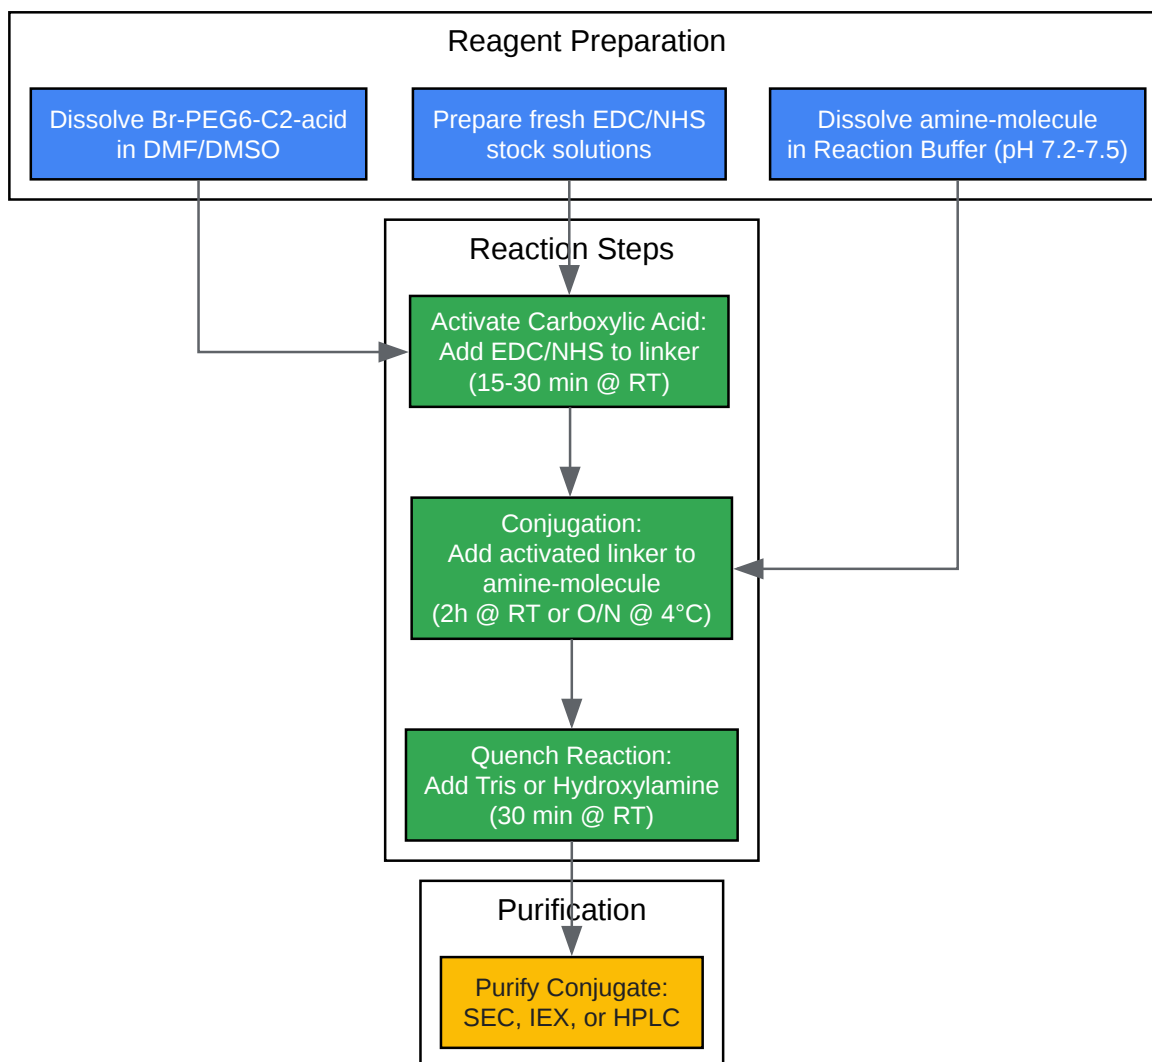 Reagent Preparation
Dissolve Br-PEG6-C2-acid
in DMF/DMSO
Prepare fresh EDC/NHS
stock solutions
Dissolve amine-molecule
in Reaction Buffer (pH 7.2-7.5)
Reaction Steps
Activate Carboxylic Acid:
Add EDC/NHS to linker
(15-30 min @ RT)
Conjugation:
Add activated linker to
amine-molecule
(2h @ RT or O/N @ 4°C)
Quench Reaction:
Add Tris or Hydroxylamine
(30 min @ RT)
Purification
Purify Conjugate:
SEC, IEX, or HPLC